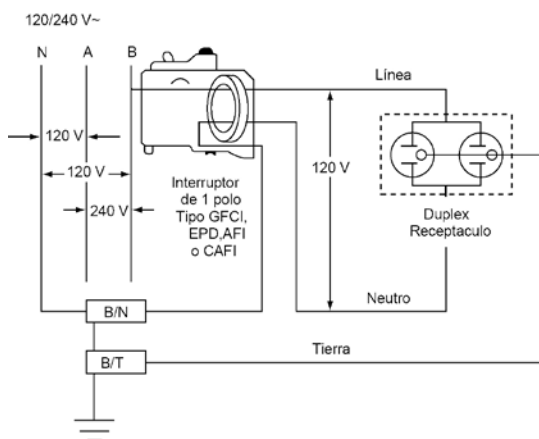 120/240 V~
N A B
Línea
120 V
120 V
240 V
120 V
Interruptor
de 1 polo
Tipo GFCI,
EPD,AFI
o CAFI
Duplex
Receptaculo
Neutro
B/N
Tierra
B/T